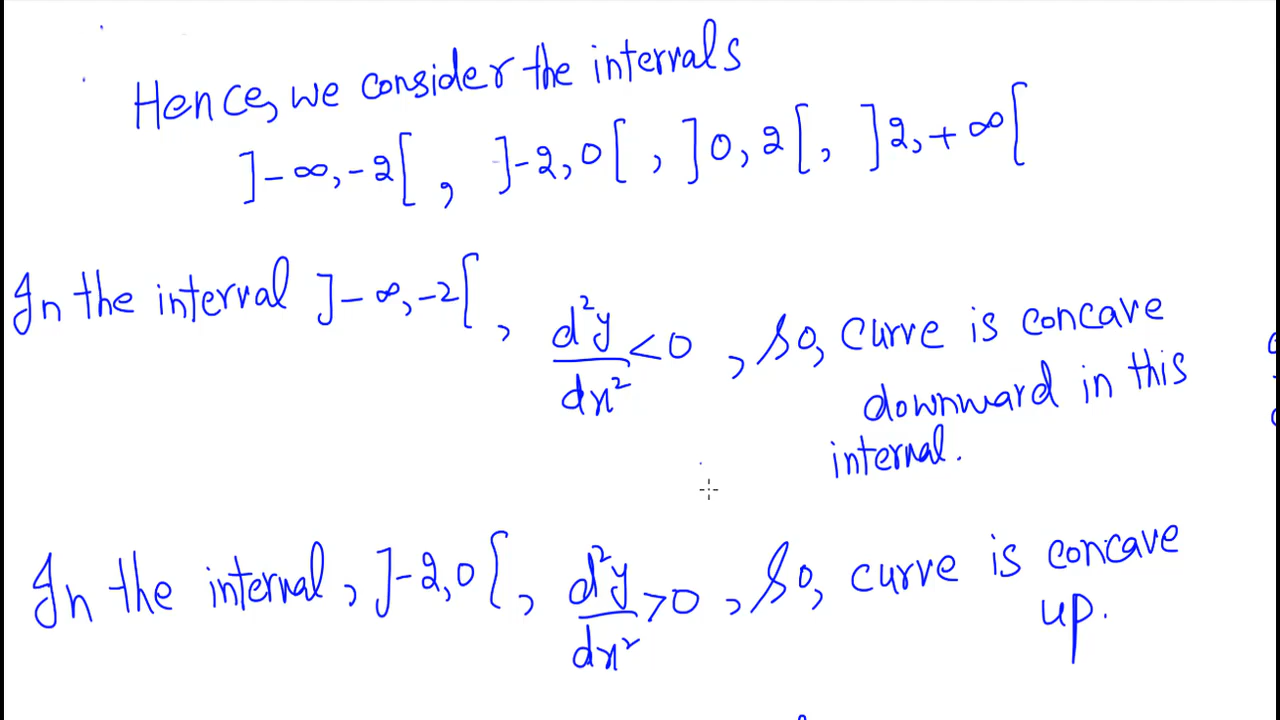 Hence, we consider the intervals
]-∞,-2[ , ]-2,0[ , ]0,2[, ]2,+∞[
In the interval ]-∞,-2[ , d²y/dx² <0 , so, curve is concave
downward in this
interval.
In the interval, ]-2,0[, d²y/dx² >0 , So, curve is concave
up.